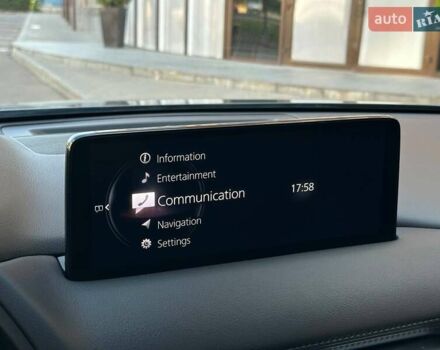 auto RIA
Information
Entertainment
Communication
17:58
Navigation
Settings